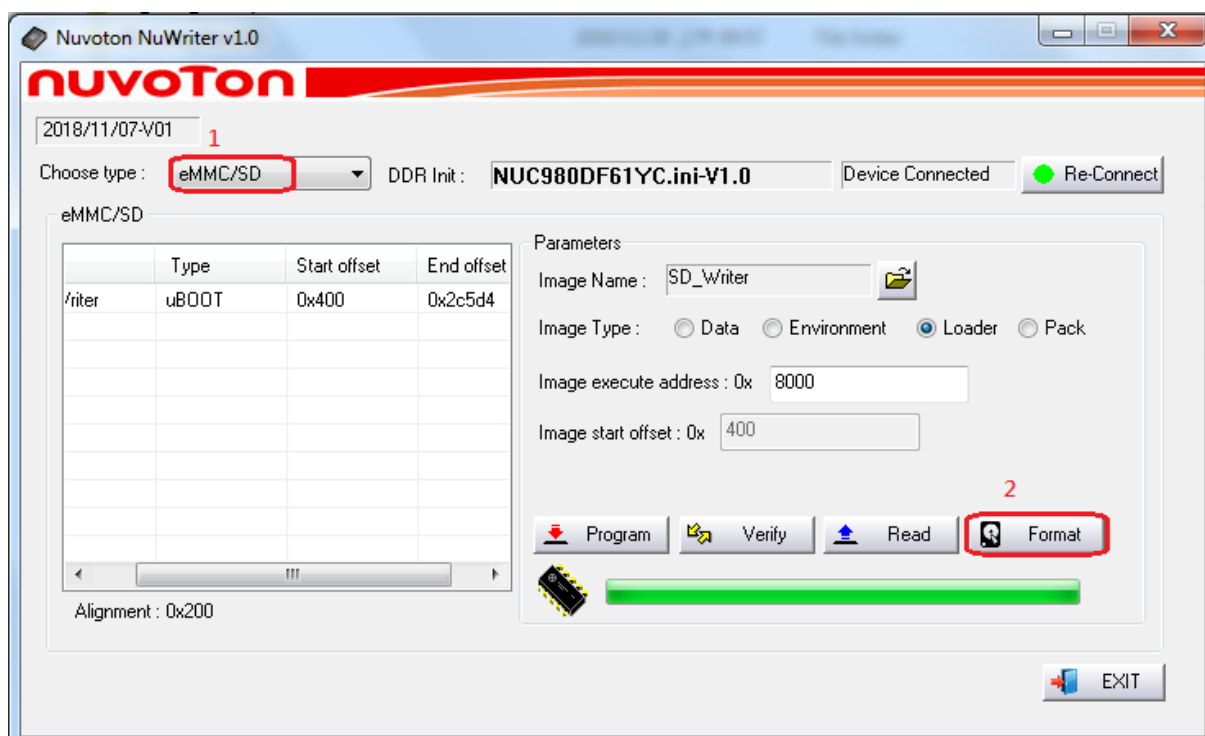 Nuvoton NuWriter v1.0
nuvoTon
2018/11/07-V01
1
Choose type : eMMC/SD DDR Init : NUC980DF61YC.ini-V1.0 Device Connected Re-Connect
eMMC/SD
Type Start offset End offset
/riter uBOOT 0x400 0x2c5d4
Alignment : 0x200
Parameters
Image Name : SD_Writer
Image Type : Data Environment Loader Pack
Image execute address : 0x 8000
Image start offset : 0x 400
2
Program Verify Read Format
EXIT